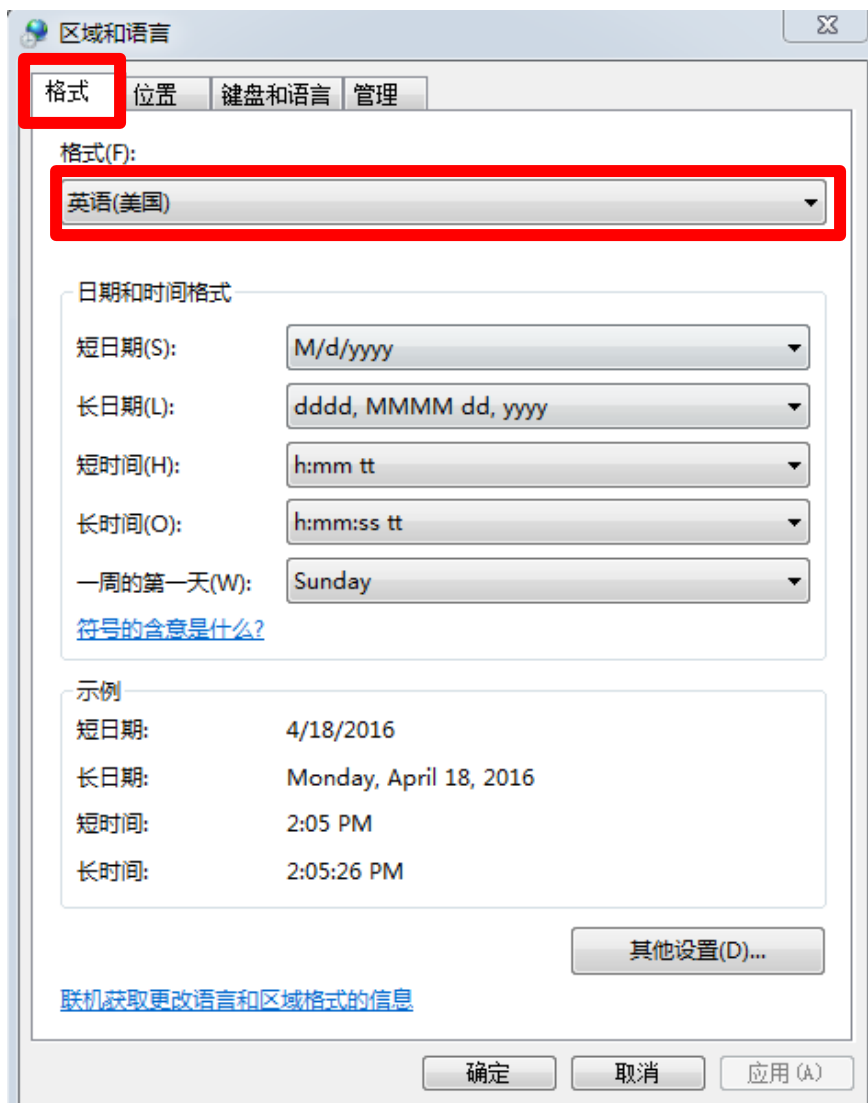 区域和语言
格式 位置 键盘和语言 管理
格式(F):
英语(美国)
日期和时间格式
短日期(S): M/d/yyyy
长日期(L): dddd, MMMM dd, yyyy
短时间(H): h:mm tt
长时间(O): h:mm:ss tt
一周的第一天(W): Sunday
符号的含意是什么?
示例
短日期: 4/18/2016
长日期: Monday, April 18, 2016
短时间: 2:05 PM
长时间: 2:05:26 PM
其他设置(D)...
联机获取更改语言和区域格式的信息
确定 取消 应用(A)